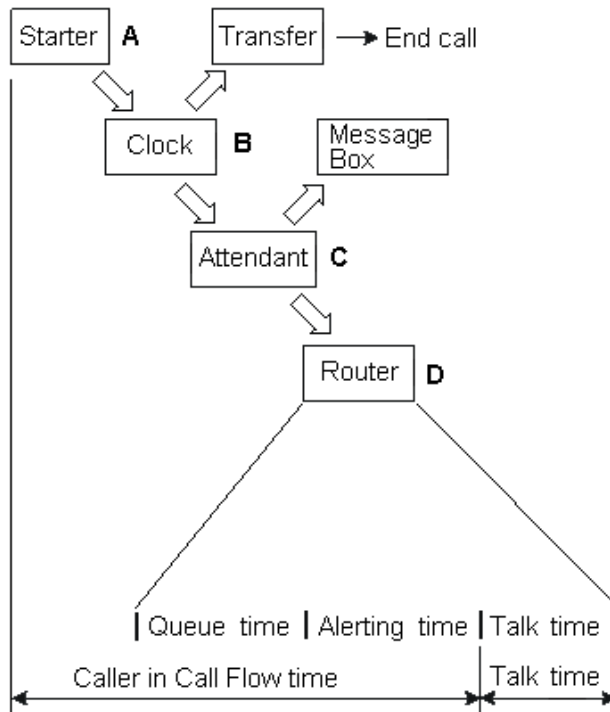 Starter A Transfer End call
Clock B Message
Box
Attendant C
Router D
Queue time Alerting time Talk time
Caller in Call Flow time Talk time